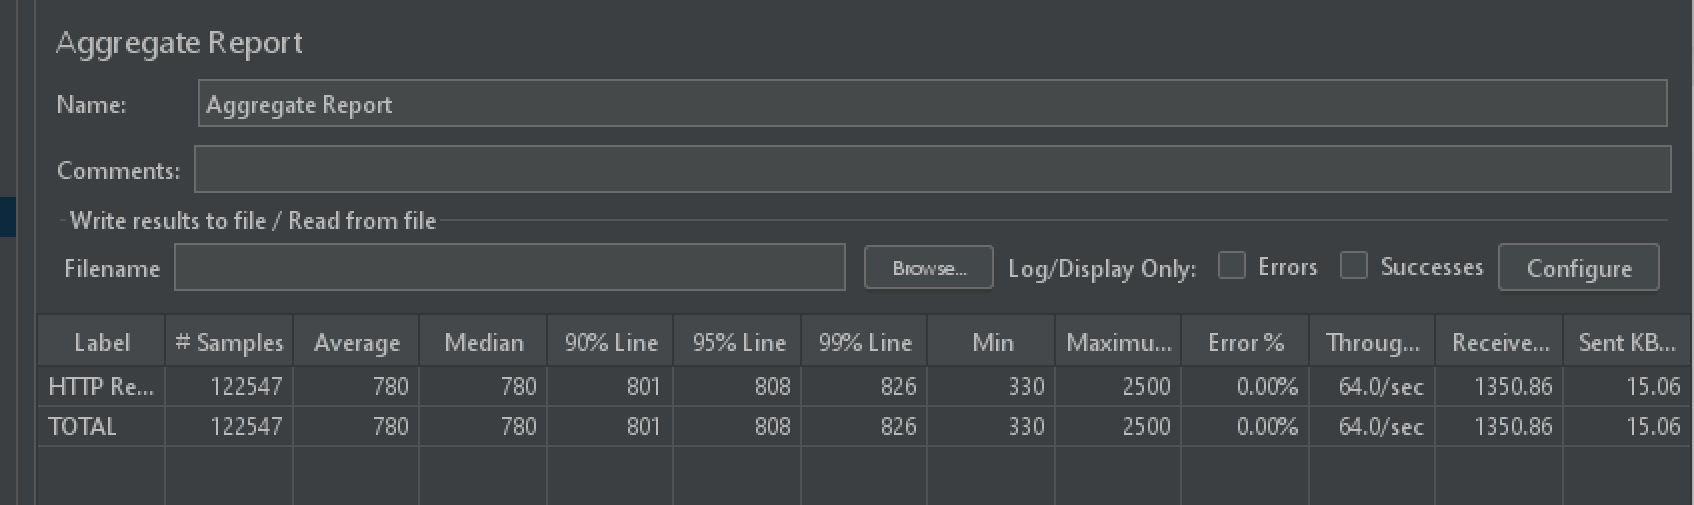 Aggregate Report
Name: Aggregate Report
Comments:
Write results to file / Read from file
Filename Browse... Log/Display Only: Errors Successes Configure
Label # Samples Average Median 90% Line 95% Line 99% Line Min Maximu... Error % Throug... Receive... Sent KB...
HTTP Re... 122547 780 780 801 808 826 330 2500 0.00% 64.0/sec 1350.86 15.06
TOTAL 122547 780 780 801 808 826 330 2500 0.00% 64.0/sec 1350.86 15.06